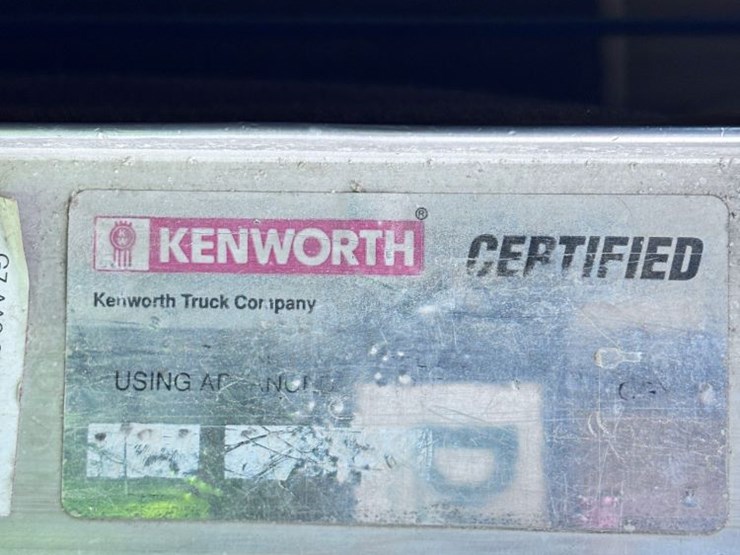 KENWORTH® CERTIFIED
Kenworth Truck Company
USING